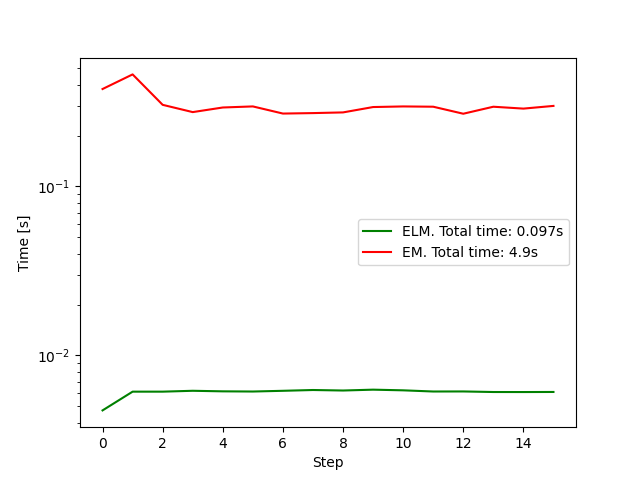 Time [s]
10⁻¹
10⁻²
ELM. Total time: 0.097s
EM. Total time: 4.9s
0 2 4 6 8 10 12 14
Step